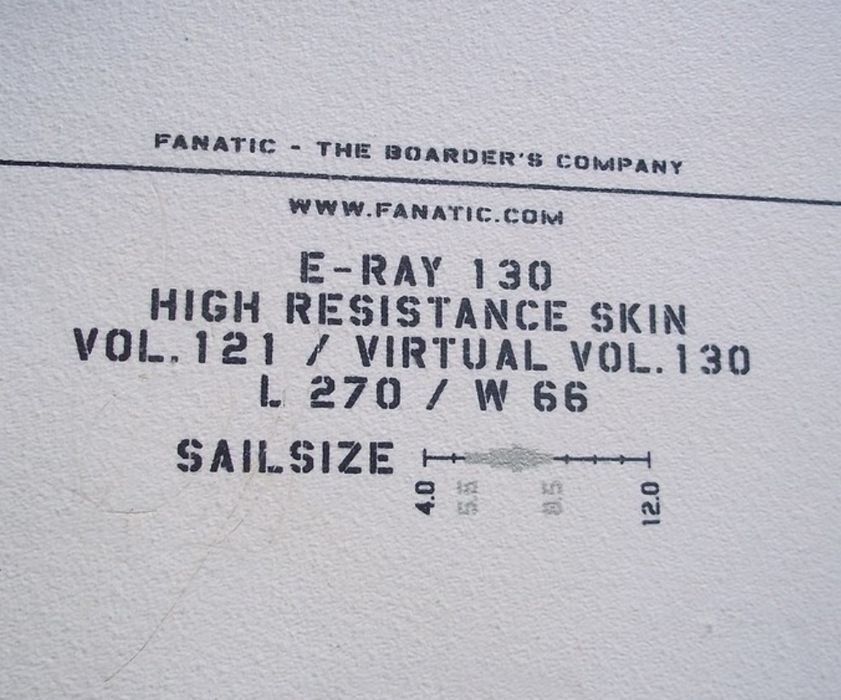 FANATIC - THE BOARDER'S COMPANY
WWW.FANATIC.COM
E-RAY 130
HIGH RESISTANCE SKIN
VOL.121 / VIRTUAL VOL.130
L 270 / W 66
SAILSIZE
4.0 5.5 8.5 12.0